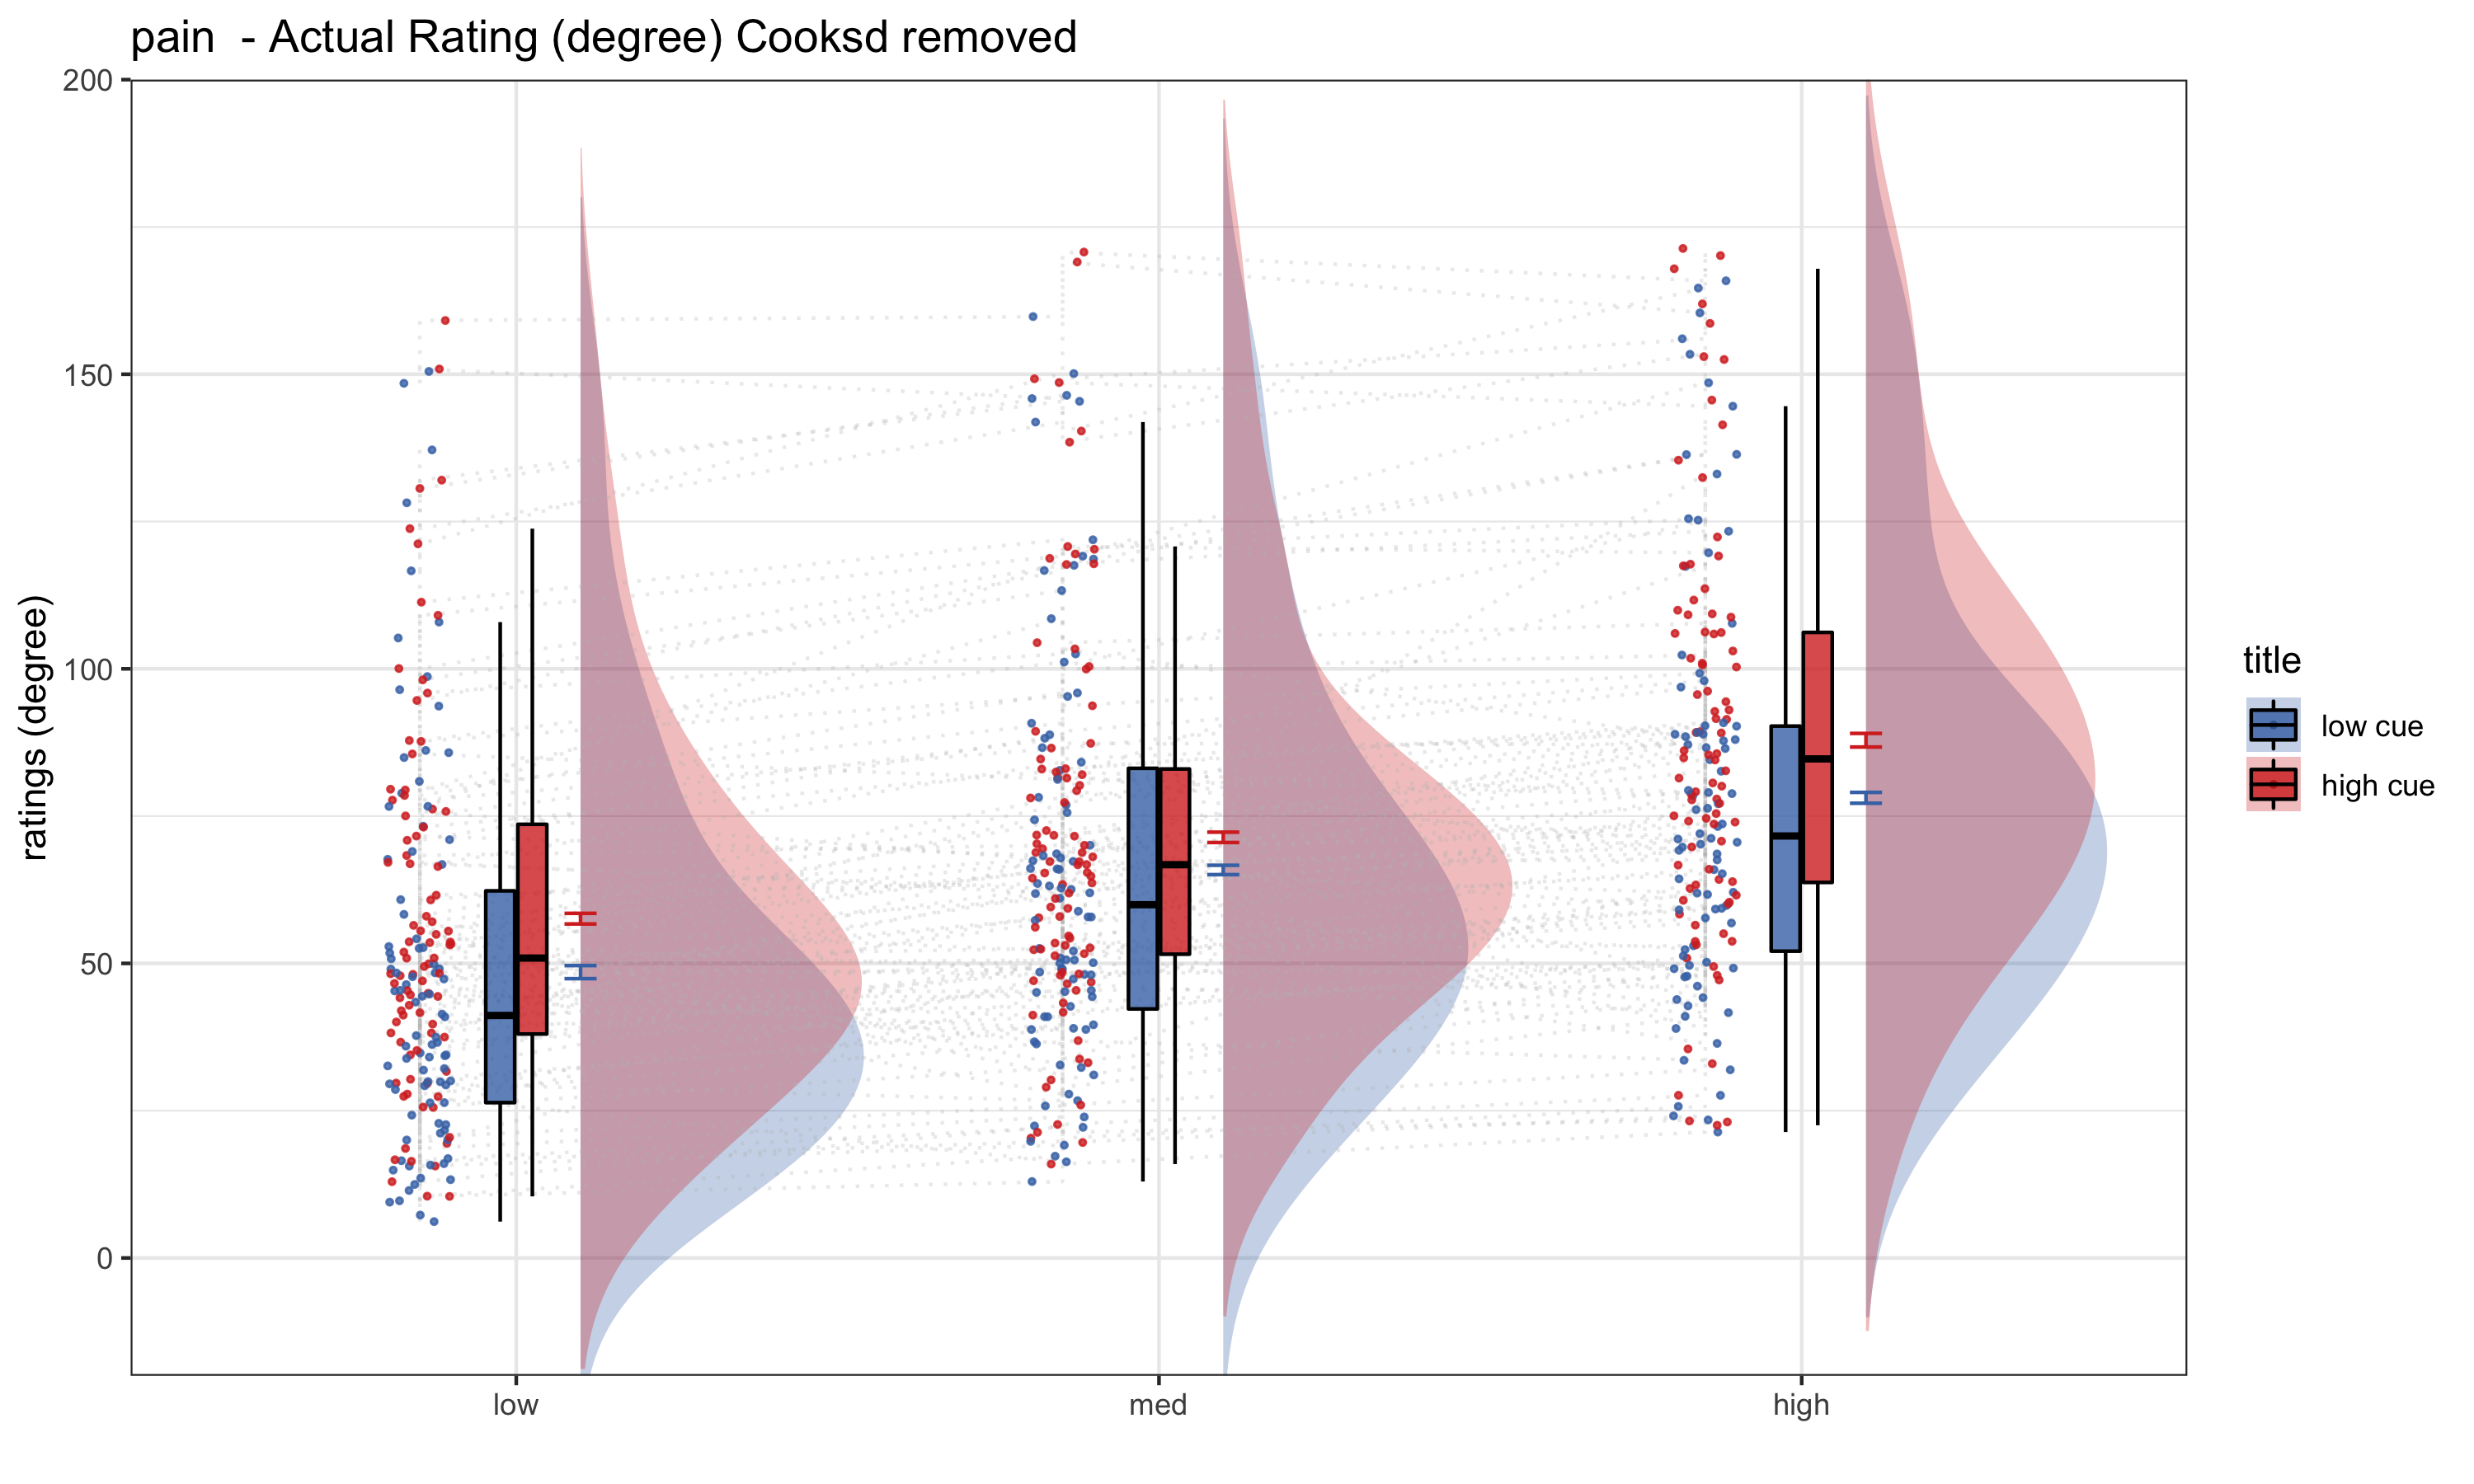 pain  - Actual Rating (degree) Cooksd removed
ratings (degree)
200
150
100
50
0
low
med
high
title
low cue
high cue